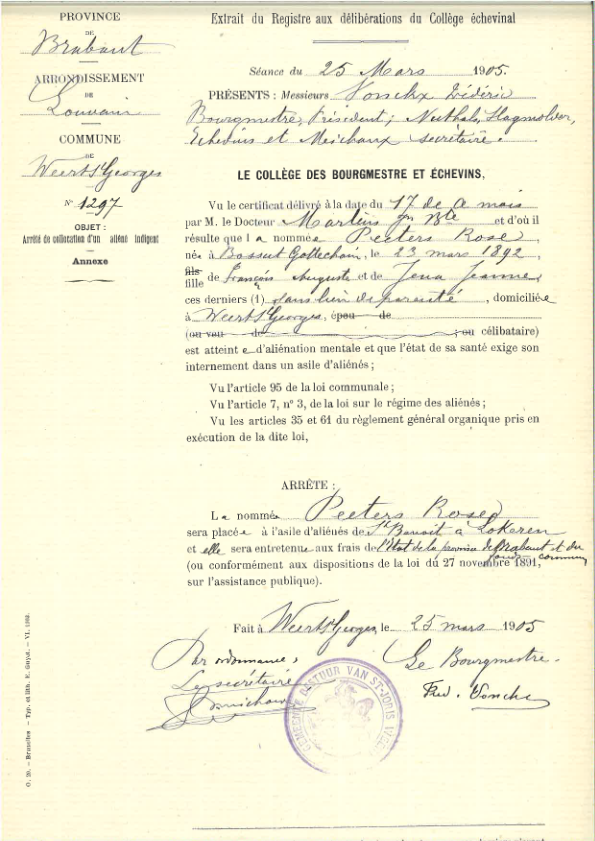 PROVINCE
DE
Brabant
ARRONDISSEMENT
DE
Louvain
COMMUNE
DE
Weert St Georges
N° 1297
OBJET :
Arrêté de collocation d'un aliéné indigent
Annexe
Extrait du Registre aux délibérations du Collège échevinal
Séance du 25 Mars 1905.
PRÉSENTS : Messieurs Vonckx Frédéric
Bourgmestre, Président; Nuthals,
Echevins et Michaux secrétaire.
LE COLLÈGE DES BOURGMESTRE ET ÉCHEVINS,
Vu le certificat délivré à la date du 17 de ce mois
par M. le Docteur Martens Jn Bte et d'où il
résulte que la nommée Peeters Rose
née à Bossut Gottechain, le 23 mars 1892
fils
fille de François Auguste et de Jeanne
ces derniers (1) sans lien de parenté, domiciliée
à Weert St Georges, épou de
(ou veu de ; ou célibataire)
est atteinte d'aliénation mentale et que l'état de sa santé exige son
internement dans un asile d'aliénés ;
Vu l'article 95 de la loi communale ;
Vu l'article 7, n° 3, de la loi sur le régime des aliénés ;
Vu les articles 35 et 61 du règlement général organique pris en
exécution de la dite loi,
ARRÊTE :
La nommée Peeters Rose
sera placée à l'asile d'aliénés de St Benoit à Lokeren
et elle sera entretenue aux frais de l'état de la province de Brabant et du
fonds commun
(ou conformément aux dispositions de la loi du 27 novembre 1891,
sur l'assistance publique).
Fait à Weert St Georges, le 25 mars 1905
Par ordonnance,
Le secrétaire
Michaux
Le Bourgmestre.
Fred. Vonckx
GEMEENTE BESTUUR VAN ST-JORIS WEERT
O. 20. — Bruxelles — Typ. et lith. E. Guyot. — VI. 1892.